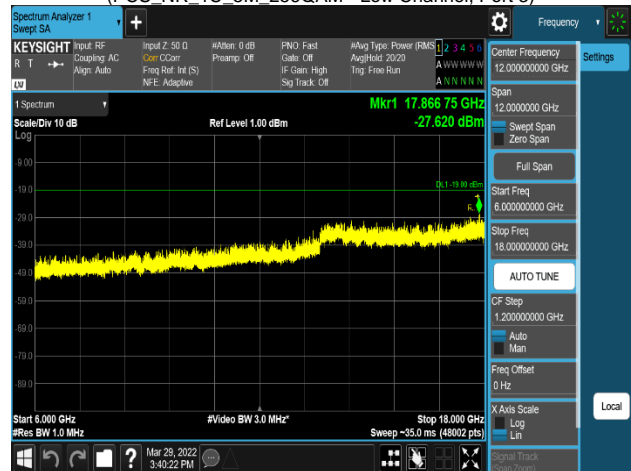 (PCS_NR_1C_5M_256QAM - Low Channel, Port 3)
Spectrum Analyzer 1
Swept SA
Frequency
KEYSIGHT
R T
Input: RF
Coupling: AC
Align: Auto
Input Z: 50 Ω
Corr CCorr
Freq Ref: Int (S)
NFE: Adaptive
#Atten: 0 dB
Preamp: Off
PNO: Fast
Gate: Off
IF Gain: High
Sig Track: Off
#Avg Type: Power (RMS
Avg|Hold: 20/20
Trig: Free Run
1 2 3 4 5 6
A W W W W W
A N N N N N
Center Frequency
12.000000000 GHz
Settings
Span
12.0000000 GHz
Swept Span
Zero Span
Full Span
Start Freq
6.000000000 GHz
Stop Freq
18.000000000 GHz
AUTO TUNE
CF Step
1.200000000 GHz
Auto
Man
Freq Offset
0 Hz
X Axis Scale
Log
Lin
Signal Track
(Span Zoom)
Local
1 Spectrum
Scale/Div 10 dB
Log
Ref Level 1.00 dBm
Mkr1 17.866 75 GHz
-27.620 dBm
-9.00
-19.0
-29.0
-39.0
-49.0
-59.0
-69.0
-79.0
-89.0
DL1 -19.00 dBm
Start 6.000 GHz
#Res BW 1.0 MHz
#Video BW 3.0 MHz*
Stop 18.000 GHz
Sweep ~35.0 ms (48002 pts)
?
Mar 29, 2022
3:40:22 PM